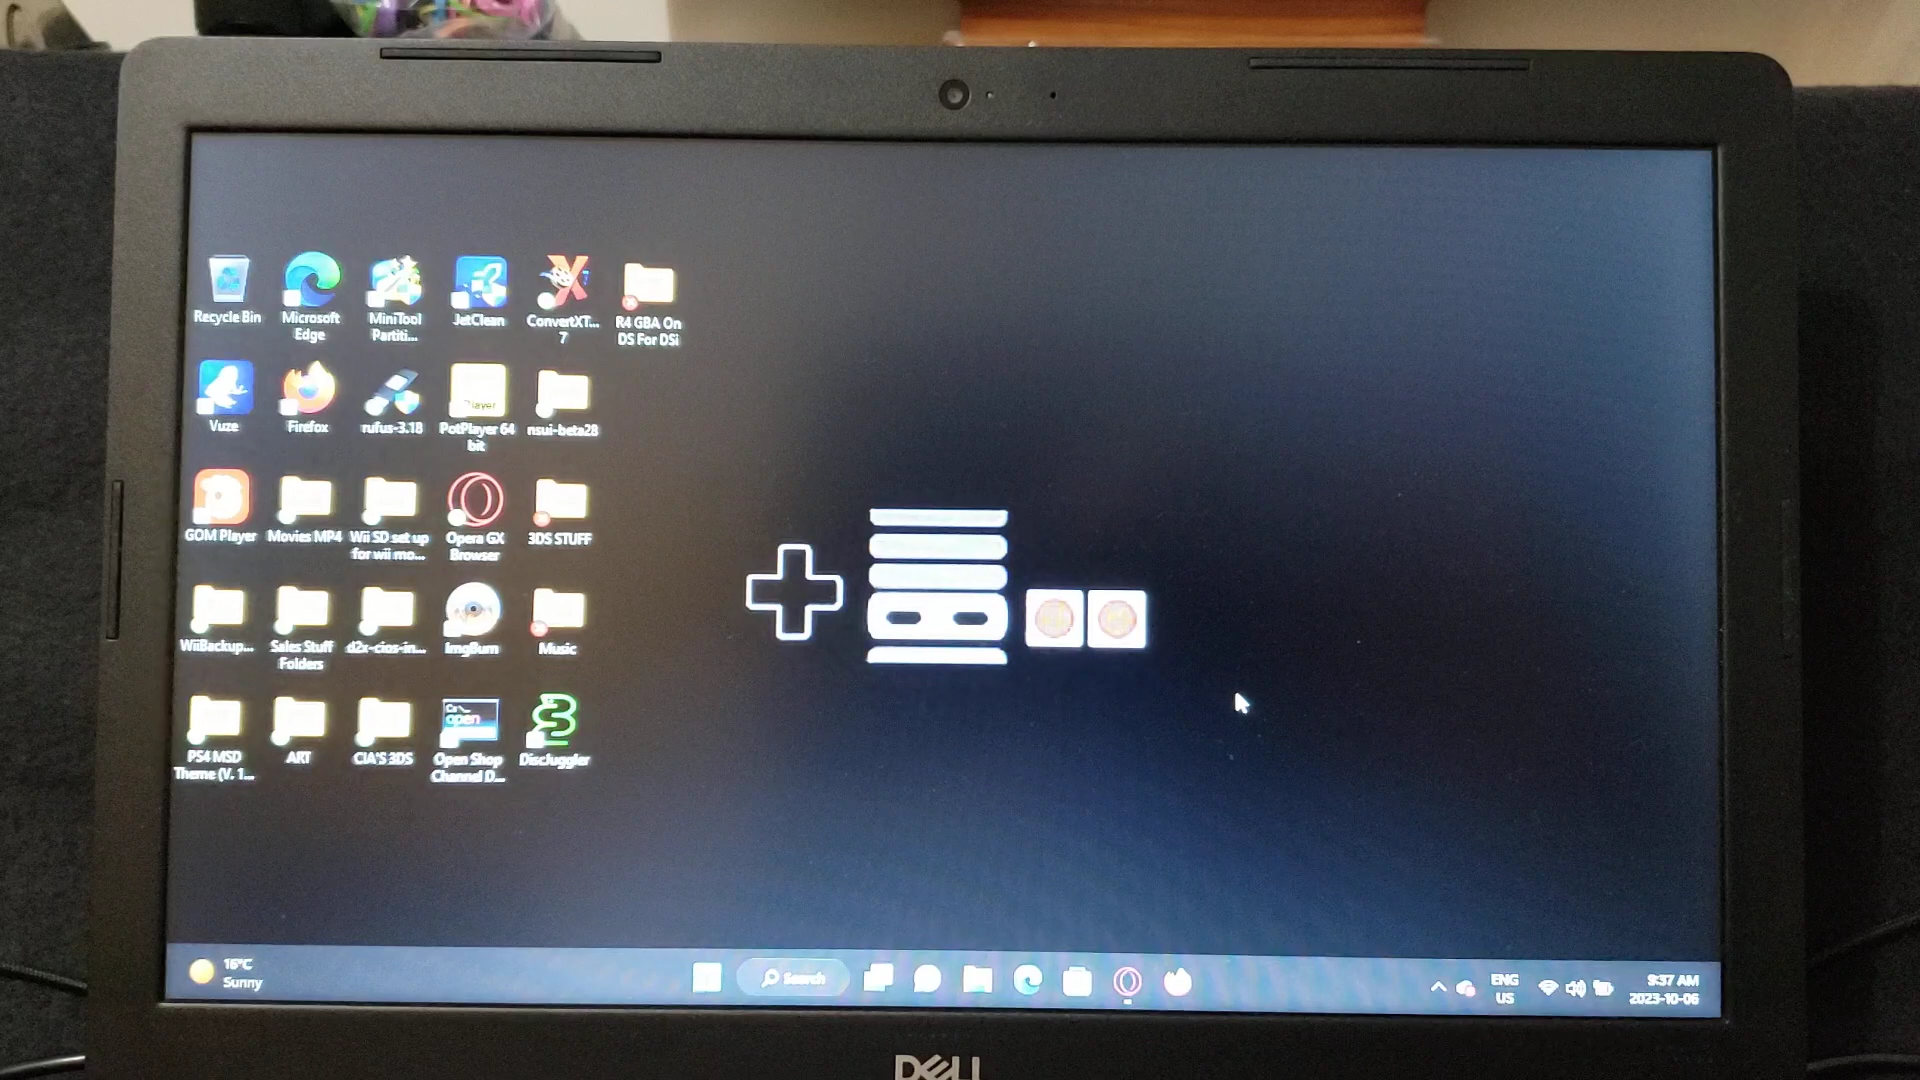 Recycle Bin
Microsoft
Edge
MiniTool
Partiti...
JetClean
ConvertXT...
7
R4 GBA On
DS For DSi
Vuze
Firefox
rufus-3.18
Player
PotPlayer 64
bit
nsui-beta28
GOM Player
Movies MP4
Wii SD set up
for wii mo...
Opera GX
Browser
3DS STUFF
WiiBackup...
Sales Stuff
Folders
d2x-cios-in...
ImgBurn
Music
PS4 MSD
Theme (V. 1...
ART
CIA'S 3DS
open
Open Shop
Channel D...
DiscJuggler
16°C
Sunny
Search
ENG
US
9:37 AM
2023-10-06
DELL